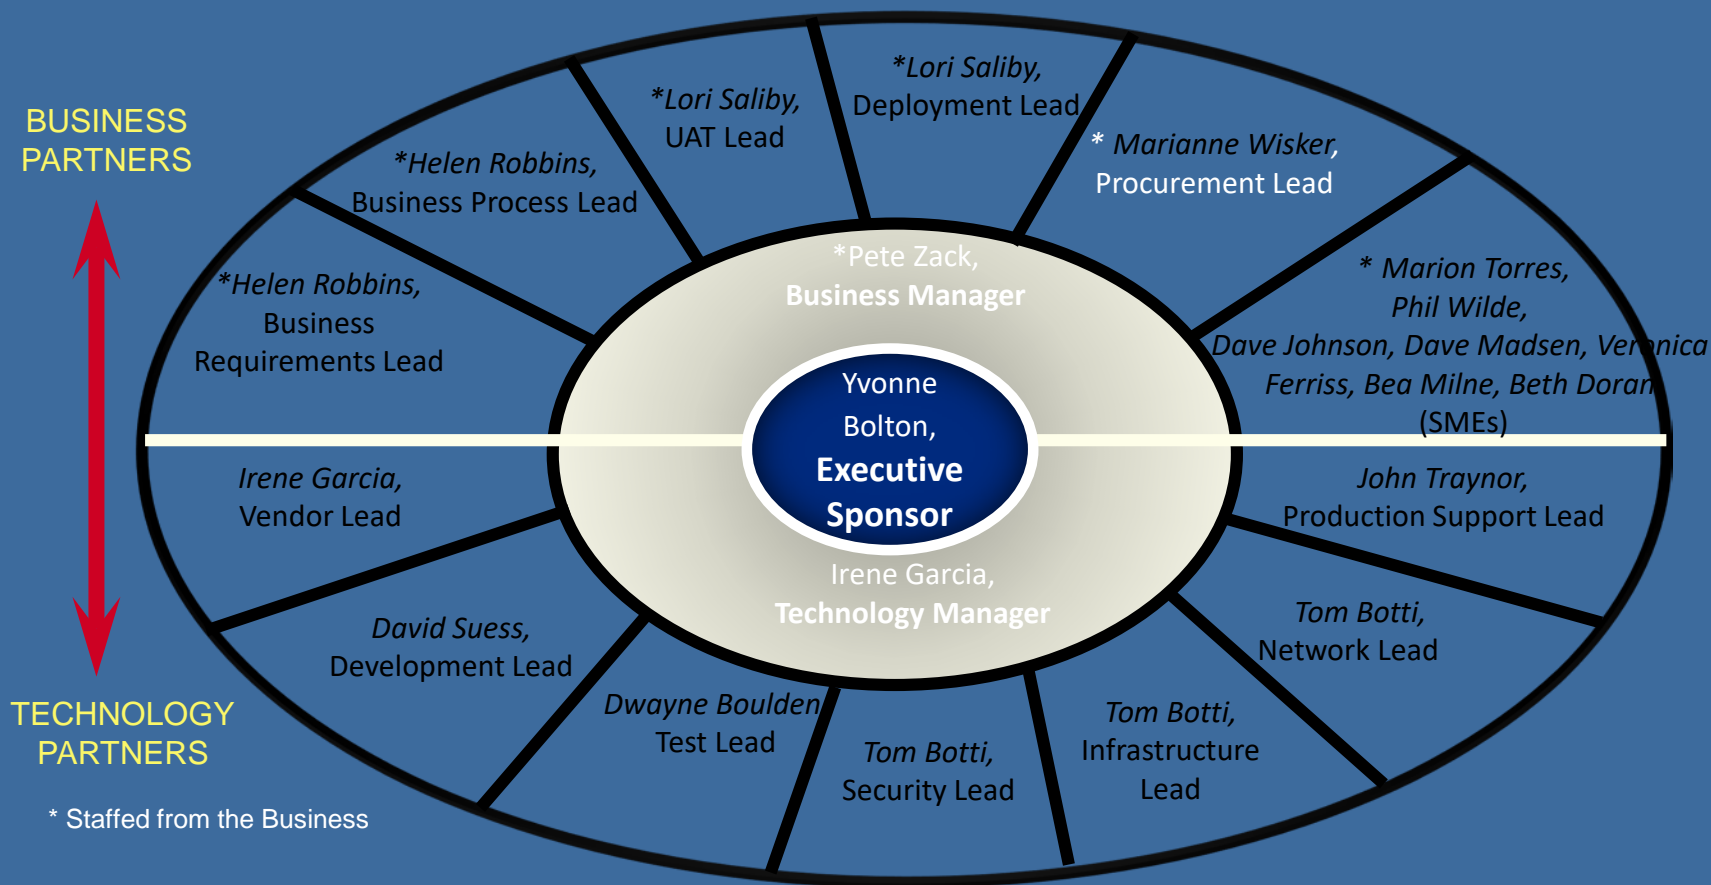 BUSINESS
PARTNERS
TECHNOLOGY
PARTNERS
* Staffed from the Business
*Helen Robbins,
Business
Requirements Lead
*Helen Robbins,
Business Process Lead
*Lori Saliby,
UAT Lead
*Lori Saliby,
Deployment Lead
* Marianne Wisker,
Procurement Lead
* Marion Torres,
Phil Wilde,
Dave Johnson, Dave Madsen, Veronica
Ferriss, Bea Milne, Beth Doran
(SMEs)
*Pete Zack,
Business Manager
Yvonne
Bolton,
Executive
Sponsor
Irene Garcia,
Technology Manager
Irene Garcia,
Vendor Lead
David Suess,
Development Lead
Dwayne Boulden
Test Lead
Tom Botti,
Security Lead
Tom Botti,
Infrastructure
Lead
Tom Botti,
Network Lead
John Traynor,
Production Support Lead